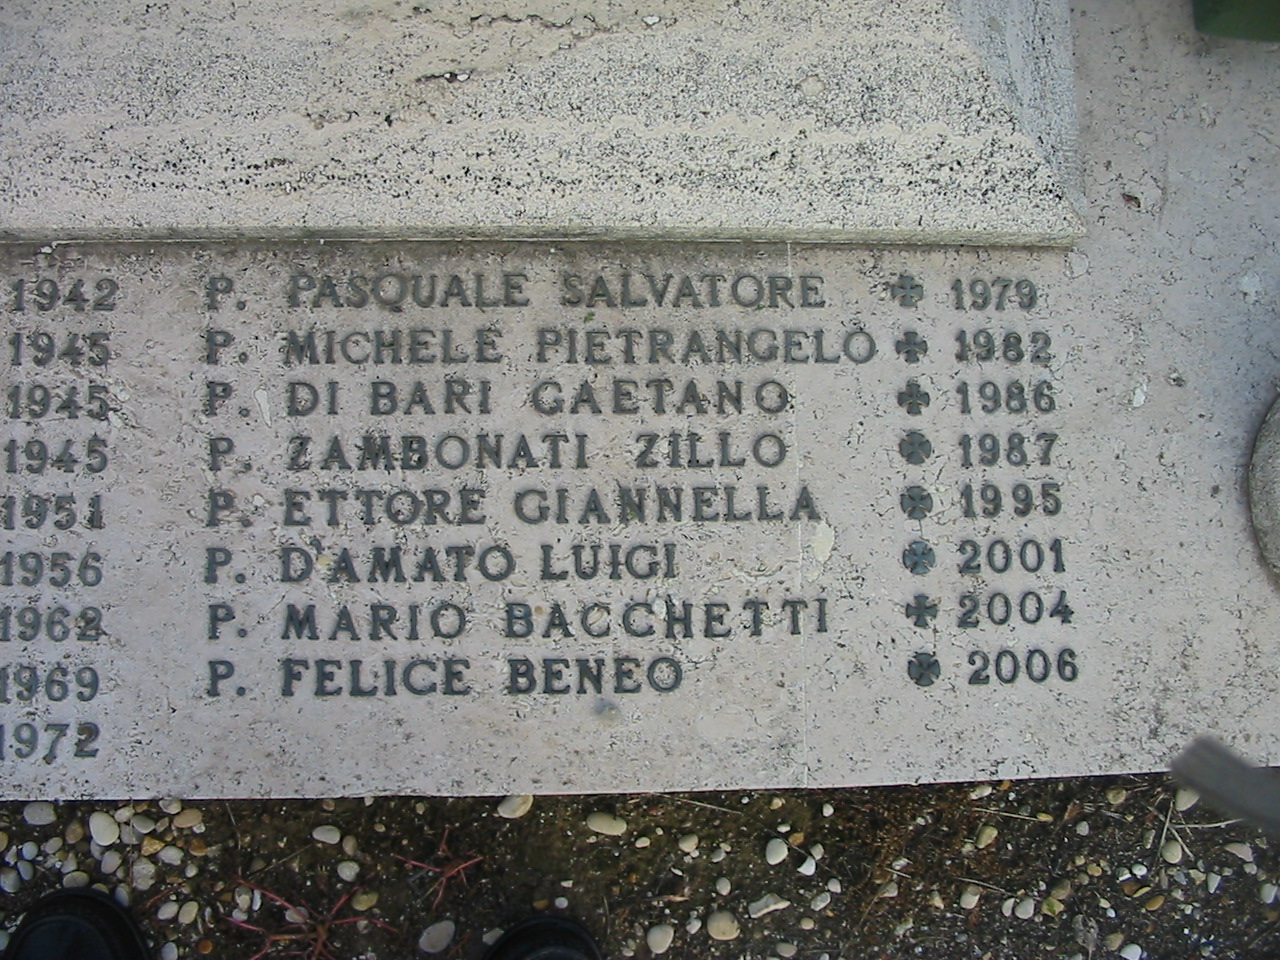 1942 P. PASQUALE SALVATORE ✠ 1979
1945 P. MICHELE PIETRANGELO ✠ 1982
1945 P. DI BARI GAETANO ✠ 1986
1945 P. ZAMBONATI ZILLO ✠ 1987
1951 P. ETTORE GIANNELLA ✠ 1995
1956 P. D'AMATO LUIGI ✠ 2001
1962 P. MARIO BACCHETTI ✠ 2004
1969 P. FELICE BENEO ✠ 2006
1972